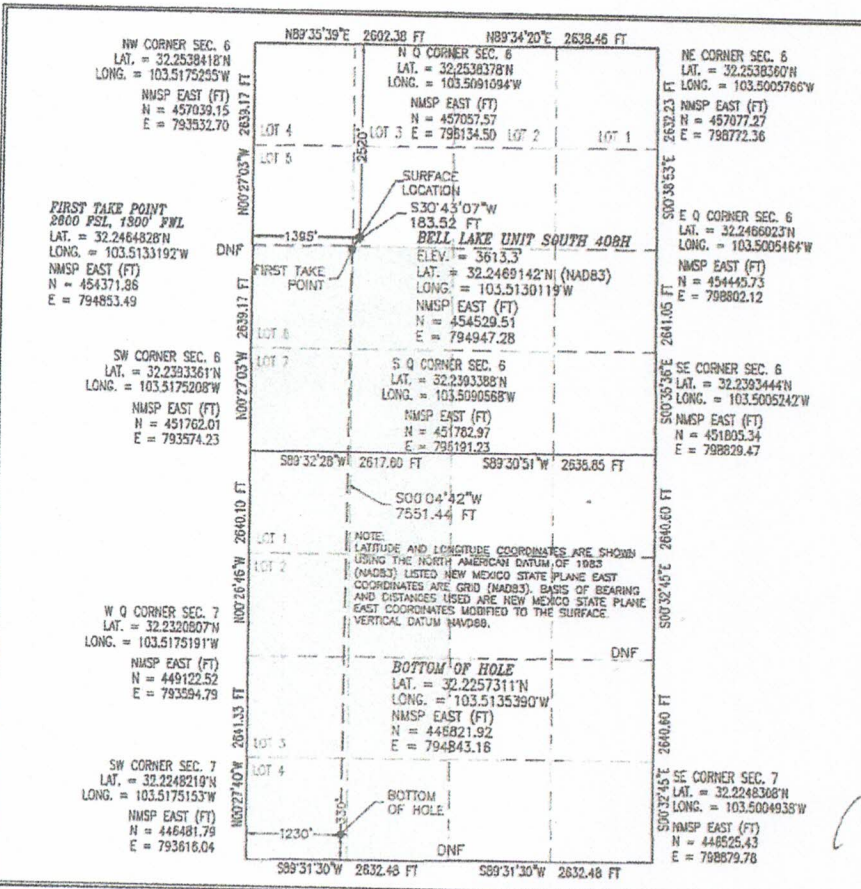 N89°35'39"E 2602.38 FT
N89°34'20"E 2638.46 FT
NW CORNER SEC. 6
LAT. = 32.2538418'N
LONG. = 103.5175255'W
NMSP EAST (FT)
N = 457039.15
E = 793532.70
N Q CORNER SEC. 6
LAT. = 32.2538378'N
LONG. = 103.5091094'W
NMSP EAST (FT)
N = 457057.57
E = 796134.50
NE CORNER SEC. 6
LAT. = 32.2538360'N
LONG. = 103.5005766'W
NMSP EAST (FT)
N = 457077.27
E = 798772.36
N00°27'03"W 2639.17 FT
S00°38'53"E 2632.23 FT
LOT 4
LOT 3
LOT 2
LOT 1
LOT 5
2520'
SURFACE
LOCATION
S30°43'07"W
183.52 FT
1395'
DNF
FIRST TAKE
POINT
FIRST TAKE POINT
2600 FSL, 1300' FWL
LAT. = 32.2464828'N
LONG. = 103.5133192'W
NMSP EAST (FT)
N = 454371.86
E = 794853.49
BELL LAKE UNIT SOUTH 408H
ELEV. = 3613.3'
LAT. = 32.2469142'N (NAD83)
LONG. = 103.5130119'W
NMSP EAST (FT)
N = 454529.51
E = 794947.28
E Q CORNER SEC. 6
LAT. = 32.2466023'N
LONG. = 103.5005464'W
NMSP EAST (FT)
N = 454445.73
E = 798802.12
N00°27'03"W 2639.17 FT
S00°35'36"E 2641.05 FT
LOT 6
LOT 7
SW CORNER SEC. 6
LAT. = 32.2393361'N
LONG. = 103.5175208'W
NMSP EAST (FT)
N = 451762.01
E = 793574.23
S Q CORNER SEC. 6
LAT. = 32.2393388'N
LONG. = 103.5090568'W
NMSP EAST (FT)
N = 451782.97
E = 796191.23
SE CORNER SEC. 6
LAT. = 32.2393444'N
LONG. = 103.5005242'W
NMSP EAST (FT)
N = 451805.34
E = 798829.47
S89°32'28"W 2617.60 FT
S89°30'51"W 2638.85 FT
S00°04'42"W
7551.44 FT
N00°26'46"W 2640.10 FT
S00°32'45"E 2640.60 FT
LOT 1
LOT 2
NOTE:
LATITUDE AND LONGITUDE COORDINATES ARE SHOWN
USING THE NORTH AMERICAN DATUM OF 1983
(NAD83) LISTED NEW MEXICO STATE PLANE EAST
COORDINATES ARE GRID (NAD83). BASIS OF BEARING
AND DISTANCES USED ARE NEW MEXICO STATE PLANE
EAST COORDINATES MODIFIED TO THE SURFACE.
VERTICAL DATUM NAVD88.
DNF
W Q CORNER SEC. 7
LAT. = 32.2320807'N
LONG. = 103.5175191'W
NMSP EAST (FT)
N = 449122.52
E = 793594.79
BOTTOM OF HOLE
LAT. = 32.2257311'N
LONG. = 103.5135390'W
NMSP EAST (FT)
N = 446821.92
E = 794843.16
N00°27'40"W 2641.33 FT
S00°32'45"E 2640.60 FT
LOT 3
LOT 4
SW CORNER SEC. 7
LAT. = 32.2248219'N
LONG. = 103.5175153'W
NMSP EAST (FT)
N = 446481.79
E = 793616.04
1230'
330'
BOTTOM
OF HOLE
DNF
SE CORNER SEC. 7
LAT. = 32.2248308'N
LONG. = 103.5004938'W
NMSP EAST (FT)
N = 446525.43
E = 798879.78
S89°31'30"W 2632.48 FT
S89°31'30"W 2632.48 FT